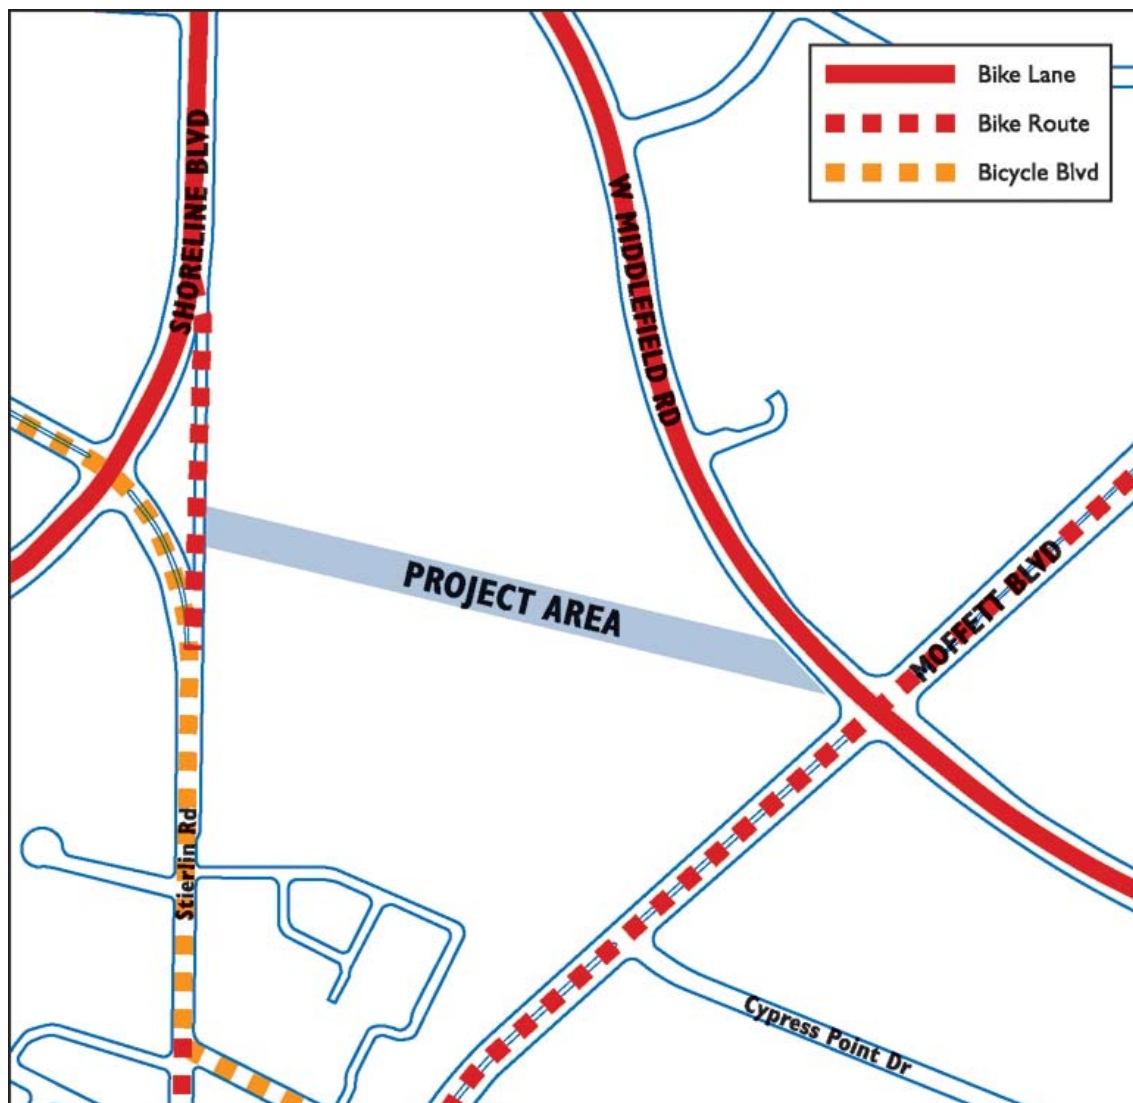 Bike Lane
Bike Route
Bicycle Blvd
SHORELINE BLVD
W MIDDLEFIELD RD
PROJECT AREA
MOFFETT BLVD
Stierlin Rd
Cypress Point Dr